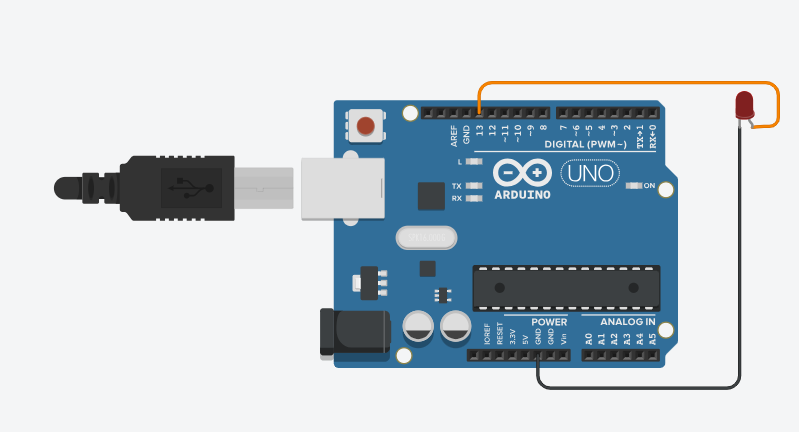 AREF
GND
13
12
~11
~10
~9
8
7
~6
~5
4
~3
2
TX→1
RX←0
DIGITAL (PWM~)
L
TX
RX
UNO
ON
ARDUINO
POWER
ANALOG IN
IOREF
RESET
3.3V
5V
GND
GND
Vin
A0
A1
A2
A3
A4
A5